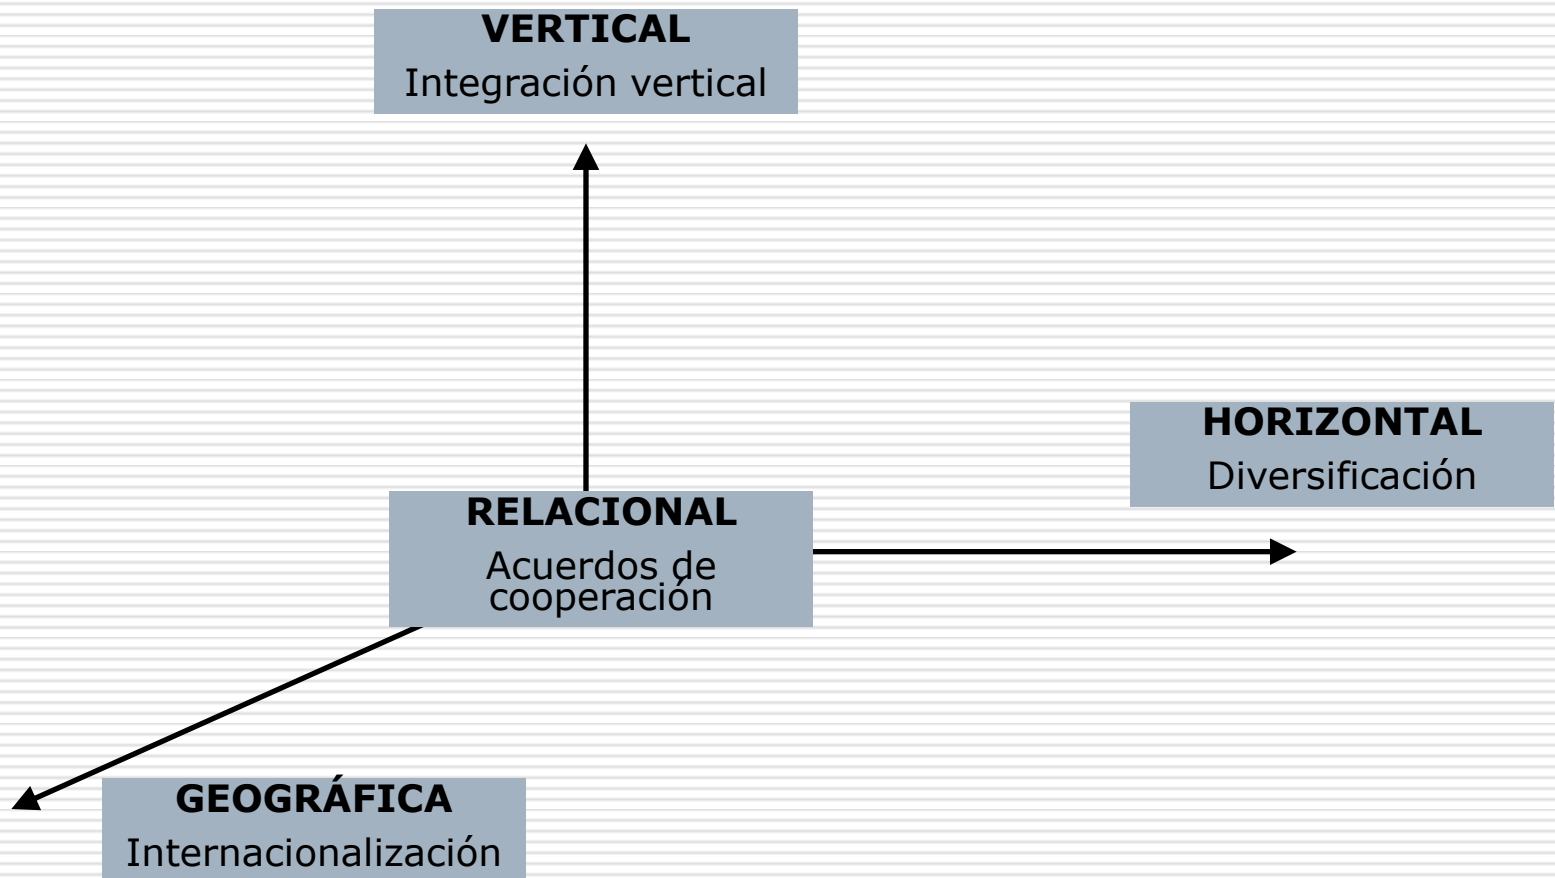 VERTICAL
Integración vertical
HORIZONTAL
Diversificación
RELACIONAL
Acuerdos de
cooperación
GEOGRÁFICA
Internacionalización